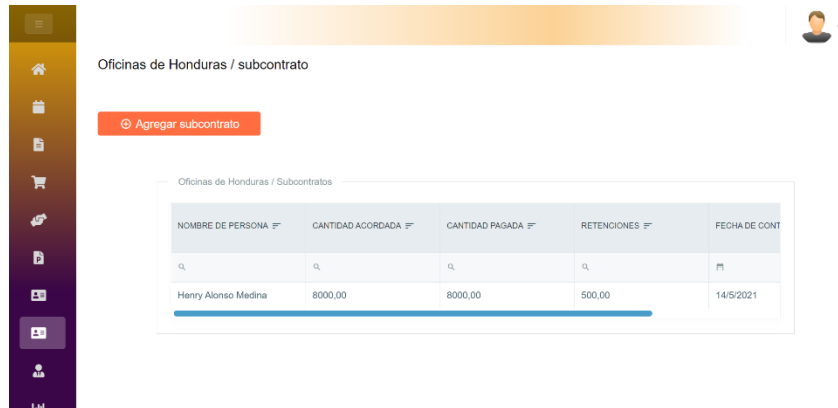 Oficinas de Honduras / subcontrato
Agregar subcontrato
Oficinas de Honduras / Subcontratos
NOMBRE DE PERSONA CANTIDAD ACORDADA CANTIDAD PAGADA RETENCIONES FECHA DE CONT
Henry Alonso Medina 8000,00 8000,00 500,00 14/5/2021